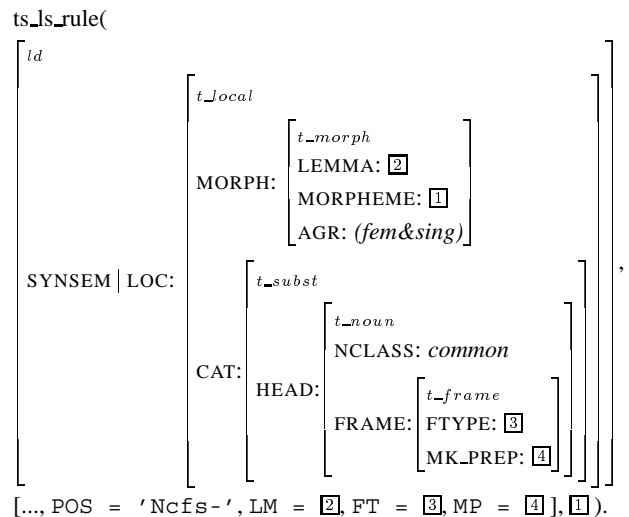 ts_ls_rule(
ld
t_local
t_morph
LEMMA: 2
MORPH: MORPHEME: 1
AGR: (fem&sing)
SYNSEM | LOC: ,
t_subst
t_noun
NCLASS: common
CAT:
HEAD: t_frame
FRAME: FTYPE: 3
MK_PREP: 4
[..., POS = 'Ncfs-', LM = 2, FT = 3, MP = 4 ], 1 ).